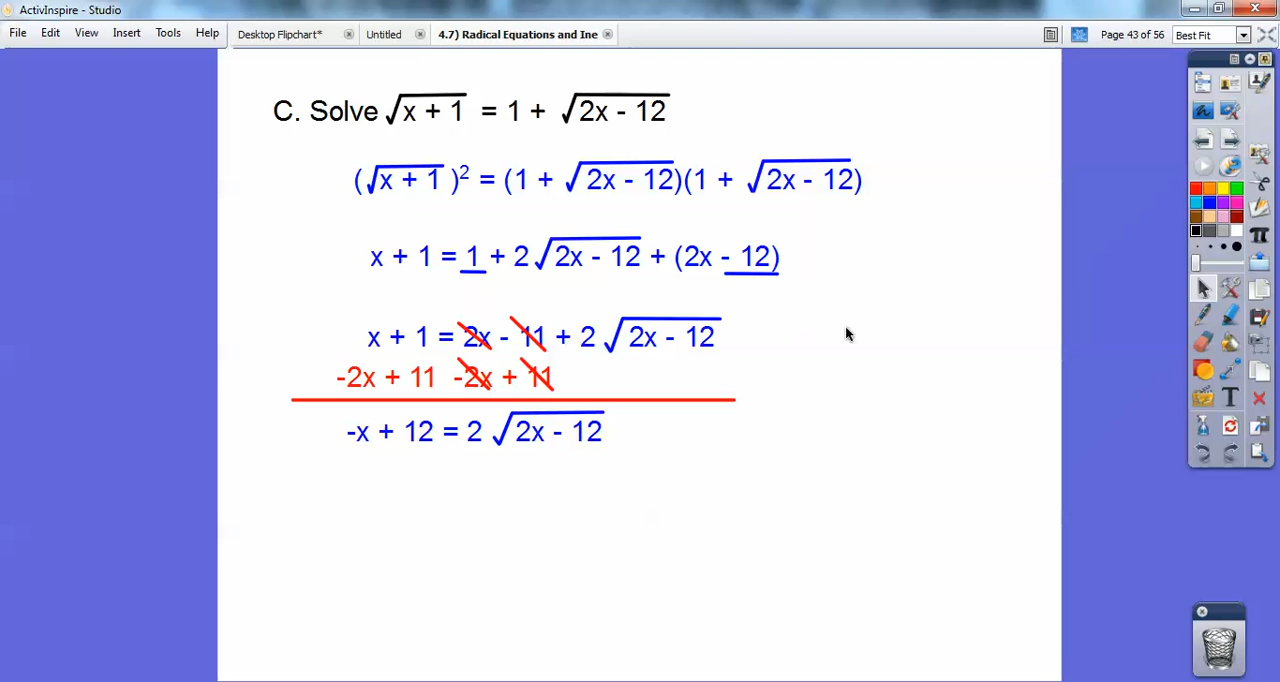 ActivInspire - Studio
File Edit View Insert Tools Help Desktop Flipchart* Untitled 4.7) Radical Equations and Ine Page 43 of 56 Best Fit
C. Solve √(x + 1) = 1 + √(2x - 12)
(√(x + 1))² = (1 + √(2x - 12))(1 + √(2x - 12))
x + 1 = 1 + 2√(2x - 12) + (2x - 12)
x + 1 = 2x - 11 + 2√(2x - 12)
-2x + 11 -2x + 11
-x + 12 = 2√(2x - 12)